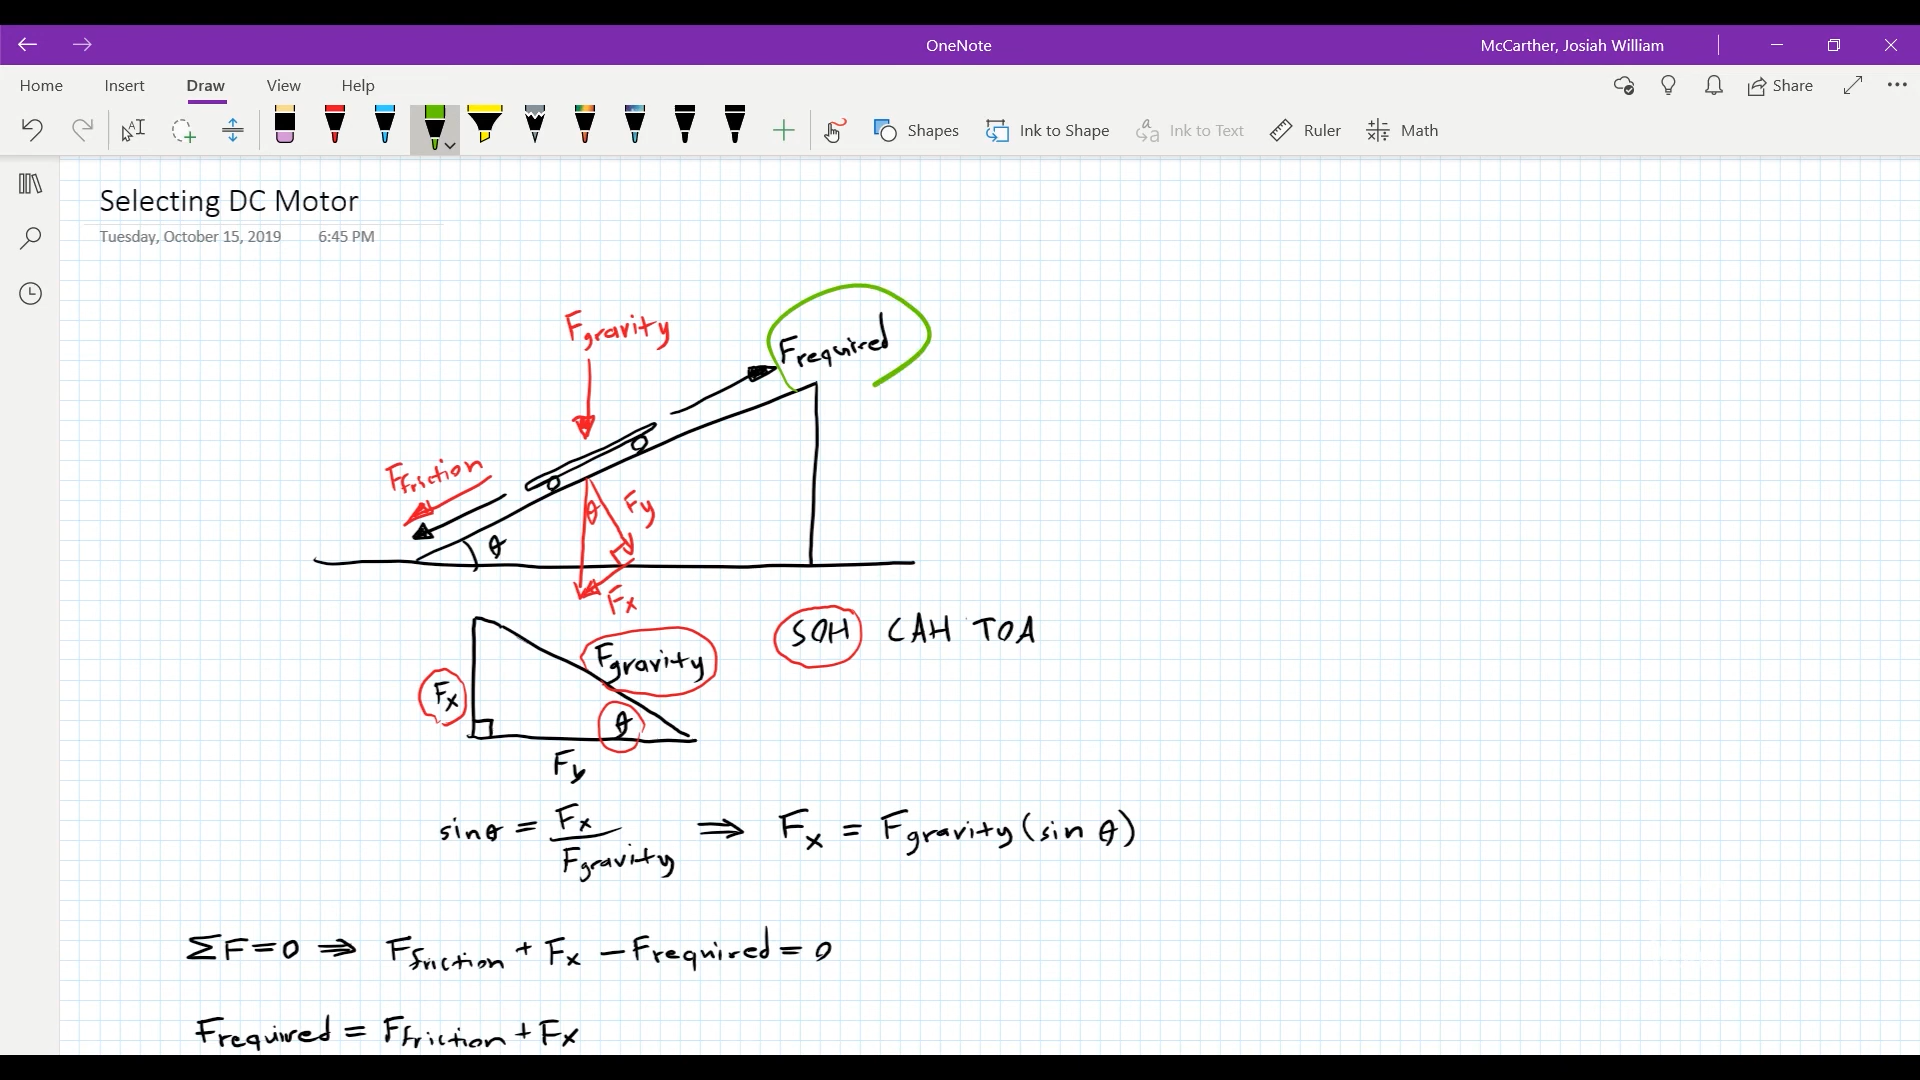 OneNote
McCarther, Josiah William
Home Insert Draw View Help
Share
Shapes Ink to Shape Ink to Text Ruler Math
Selecting DC Motor
Tuesday, October 15, 2019 6:45 PM
Fgravity
Frequired
Ffriction
θ Fy
θ
Fx
SOH CAH TOA
Fgravity
Fx
θ
Fy
sinθ = Fx / Fgravity ⇒ Fx = Fgravity (sin θ)
ΣF=0 ⇒ Ffriction + Fx − Frequired = 0
Frequired = Ffriction + Fx